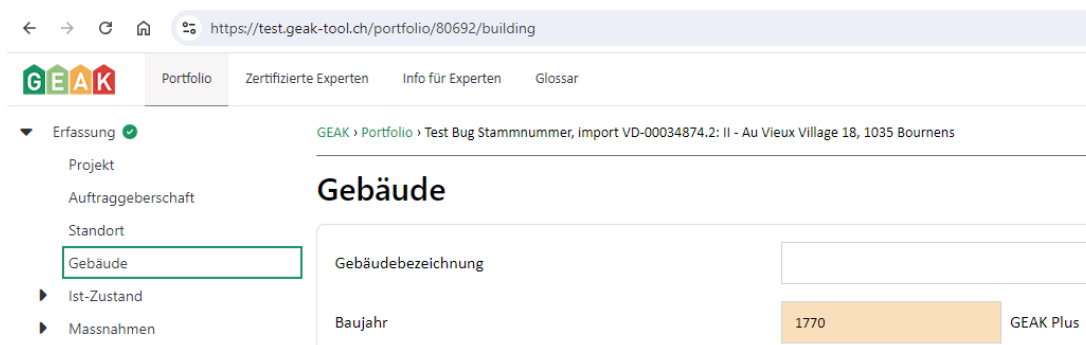 https://test.geak-tool.ch/portfolio/80692/building
GEAK Portfolio Zertifizierte Experten Info für Experten Glossar
Erfassung
Projekt
Auftraggeberschaft
Standort
Gebäude
Ist-Zustand
Massnahmen
GEAK › Portfolio › Test Bug Stammnummer, import VD-00034874.2: II - Au Vieux Village 18, 1035 Bournens
Gebäude
Gebäudebezeichnung
Baujahr 1770 GEAK Plus